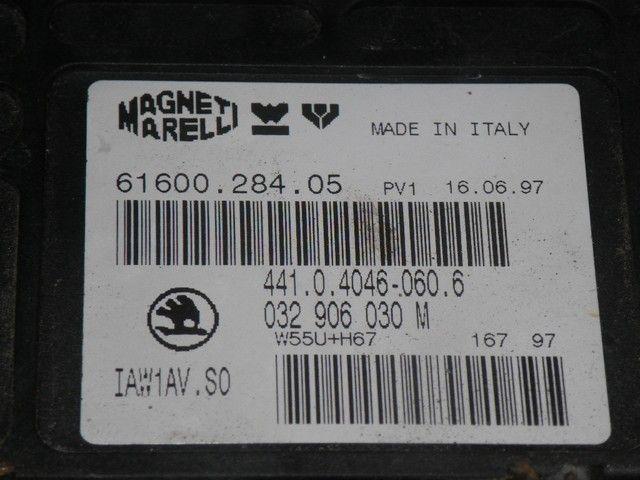 MAGNETI MARELLI MADE IN ITALY
61600.284.05 PV1 16.06.97
441.0.4046-060.6
032 906 030 M
W55U+H67 167 97
IAW1AV.SO